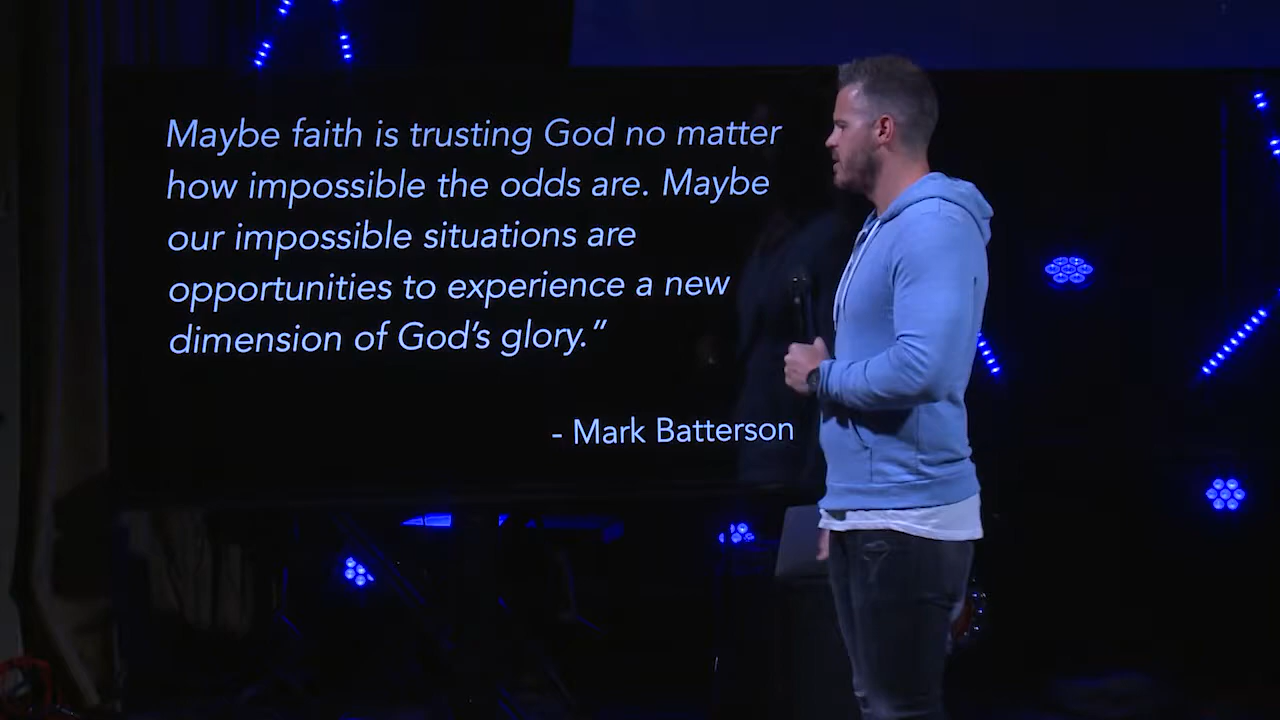 Maybe faith is trusting God no matter
how impossible the odds are. Maybe
our impossible situations are
opportunities to experience a new
dimension of God's glory.”
- Mark Batterson